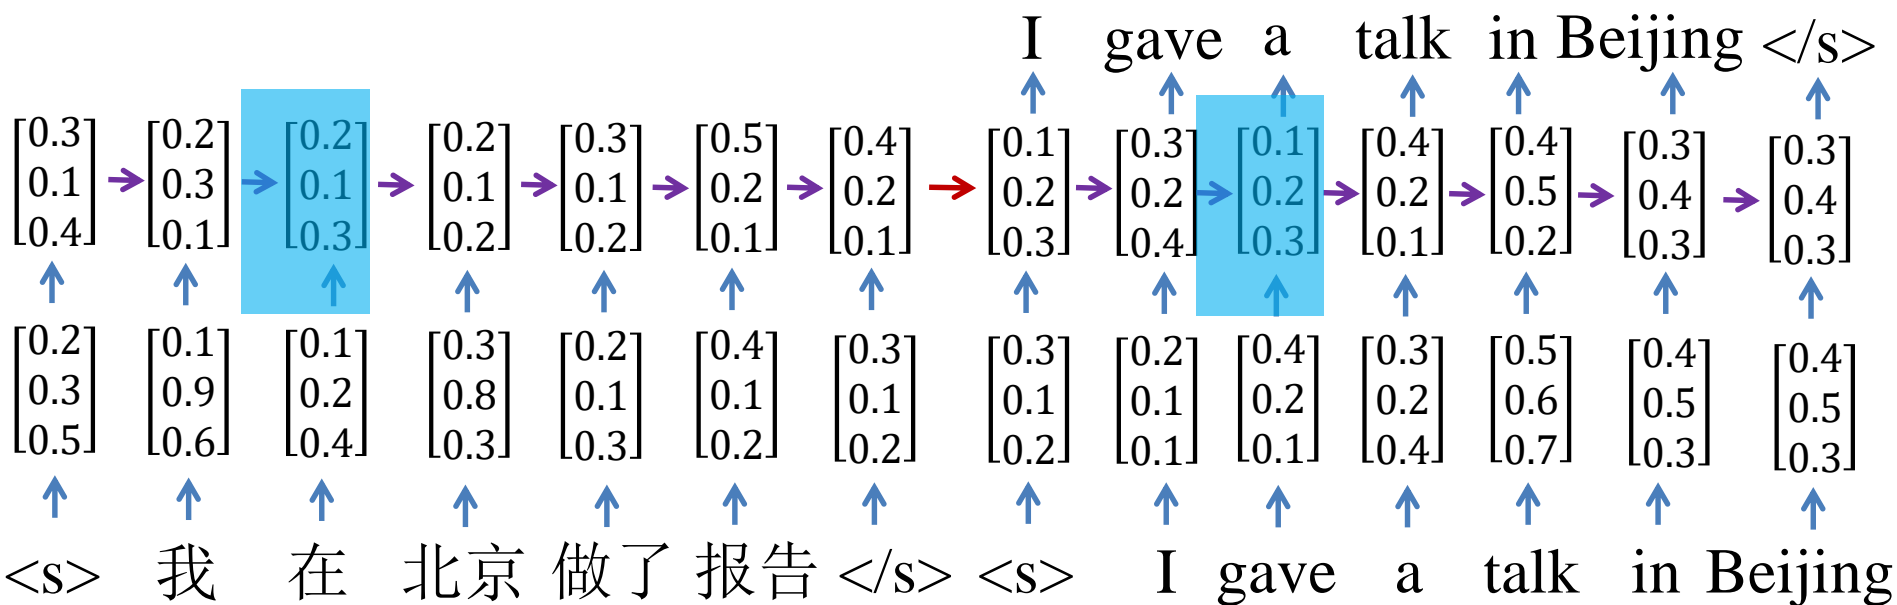 I gave a talk in Beijing </s>
[0.3 0.1 0.4] [0.2 0.3 0.1] [0.2 0.1 0.3] [0.2 0.1 0.2] [0.3 0.1 0.2] [0.5 0.2 0.1] [0.4 0.2 0.1] [0.1 0.2 0.3] [0.3 0.2 0.4] [0.1 0.2 0.3] [0.4 0.2 0.1] [0.4 0.5 0.2] [0.3 0.4 0.3] [0.3 0.4 0.3]
[0.2 0.3 0.5] [0.1 0.9 0.6] [0.1 0.2 0.4] [0.3 0.8 0.3] [0.2 0.1 0.3] [0.4 0.1 0.2] [0.3 0.1 0.2] [0.3 0.1 0.2] [0.2 0.1 0.1] [0.4 0.2 0.1] [0.3 0.2 0.4] [0.5 0.6 0.7] [0.4 0.5 0.3] [0.4 0.5 0.3]
<s> 我 在 北京 做了 报告 </s> <s> I gave a talk in Beijing